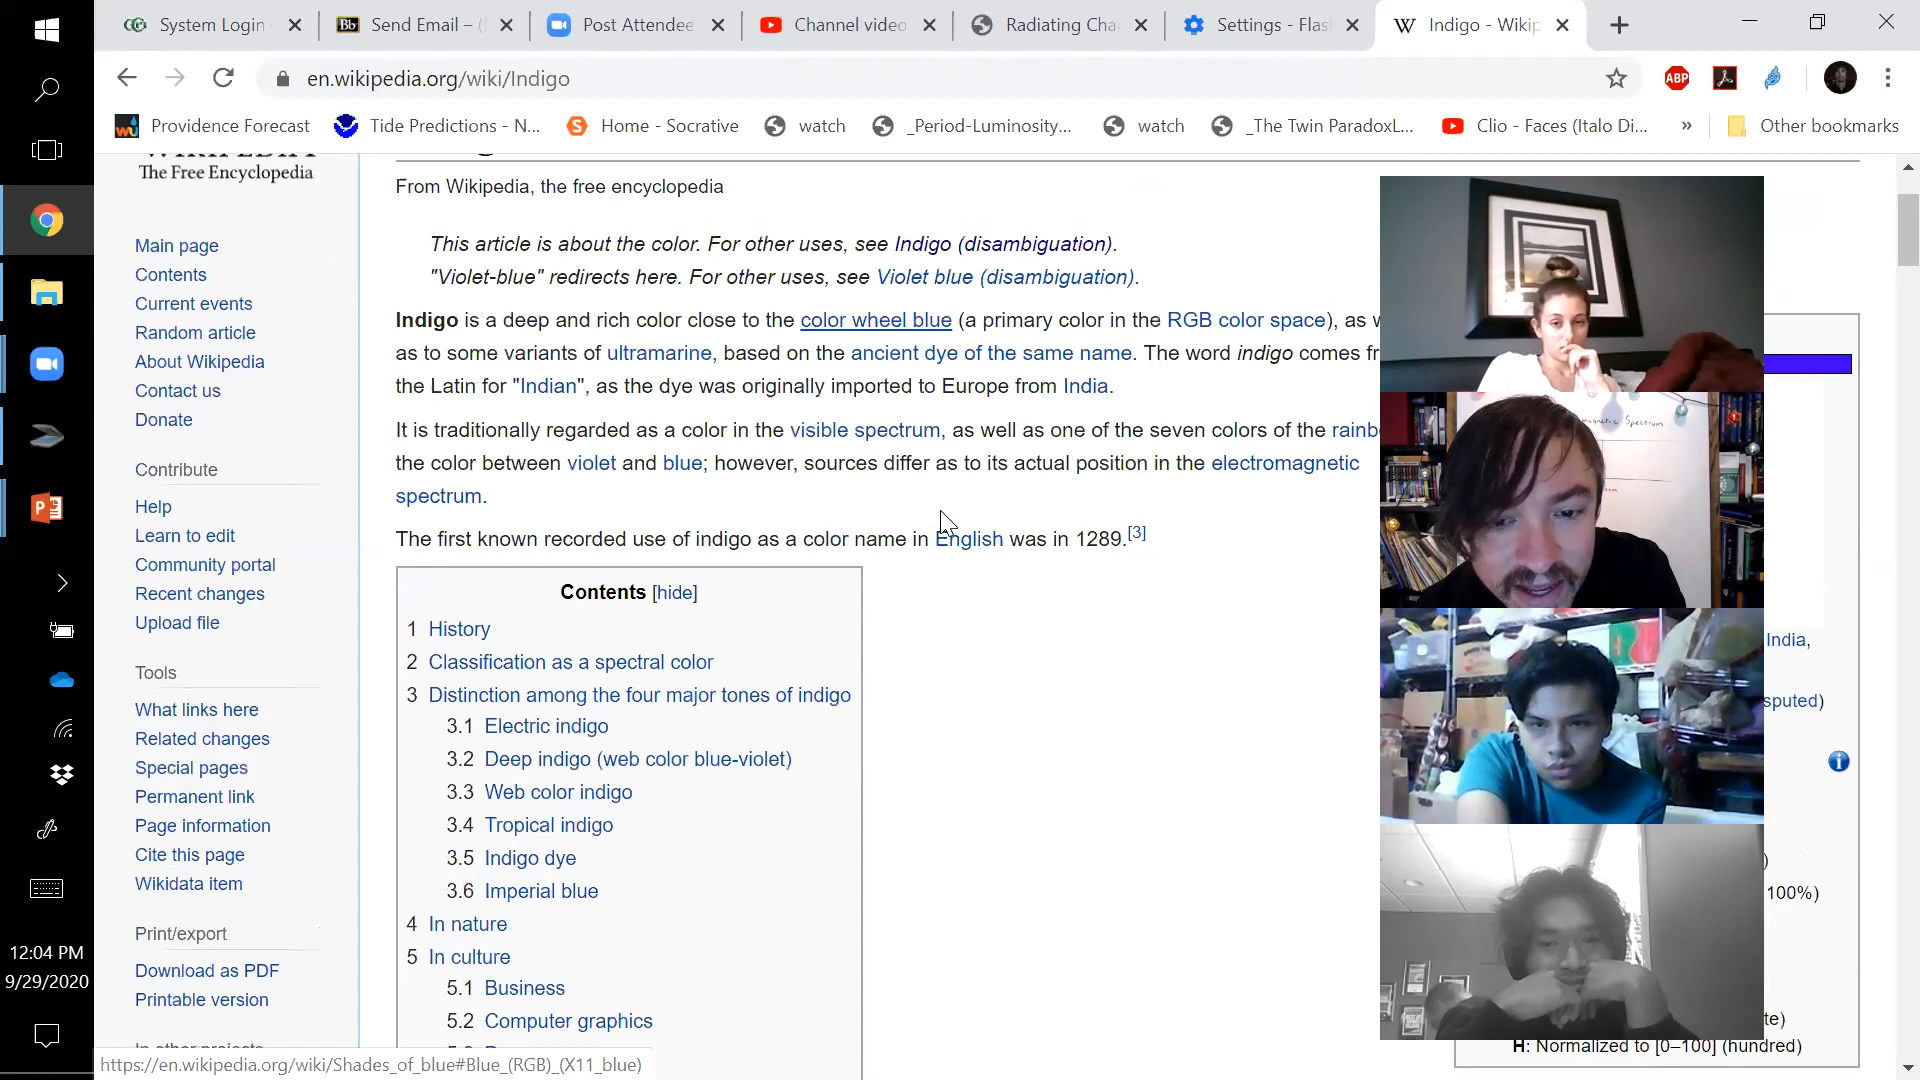 System Login
Send Email – (
Post Attendee
Channel video
Radiating Cha
Settings - Flas
Indigo - Wikip
en.wikipedia.org/wiki/Indigo
ABP
Providence Forecast
Tide Predictions - N...
Home - Socrative
watch
_Period-Luminosity...
watch
_The Twin ParadoxL...
Clio - Faces (Italo Di...
»
Other bookmarks
The Free Encyclopedia
Main page
Contents
Current events
Random article
About Wikipedia
Contact us
Donate
Contribute
Help
Learn to edit
Community portal
Recent changes
Upload file
Tools
What links here
Related changes
Special pages
Permanent link
Page information
Cite this page
Wikidata item
Print/export
Download as PDF
Printable version
From Wikipedia, the free encyclopedia
This article is about the color. For other uses, see Indigo (disambiguation).
"Violet-blue" redirects here. For other uses, see Violet blue (disambiguation).
Indigo is a deep and rich color close to the color wheel blue (a primary color in the RGB color space), as w
as to some variants of ultramarine, based on the ancient dye of the same name. The word indigo comes fr
the Latin for "Indian", as the dye was originally imported to Europe from India.
It is traditionally regarded as a color in the visible spectrum, as well as one of the seven colors of the rainb
the color between violet and blue; however, sources differ as to its actual position in the electromagnetic
spectrum.
The first known recorded use of indigo as a color name in English was in 1289.[3]
Contents [hide]
1 History
2 Classification as a spectral color
3 Distinction among the four major tones of indigo
3.1 Electric indigo
3.2 Deep indigo (web color blue-violet)
3.3 Web color indigo
3.4 Tropical indigo
3.5 Indigo dye
3.6 Imperial blue
4 In nature
5 In culture
5.1 Business
5.2 Computer graphics
magnetic Spectrum
India,
sputed)
)
100%)
te)
H: Normalized to [0–100] (hundred)
12:04 PM
9/29/2020
https://en.wikipedia.org/wiki/Shades_of_blue#Blue_(RGB)_(X11_blue)